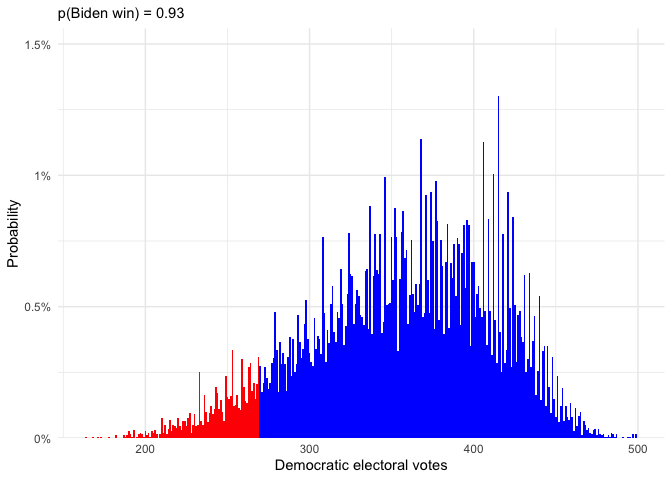 p(Biden win) = 0.93
1.5%
1%
0.5%
0%
Probability
200
300
400
500
Democratic electoral votes